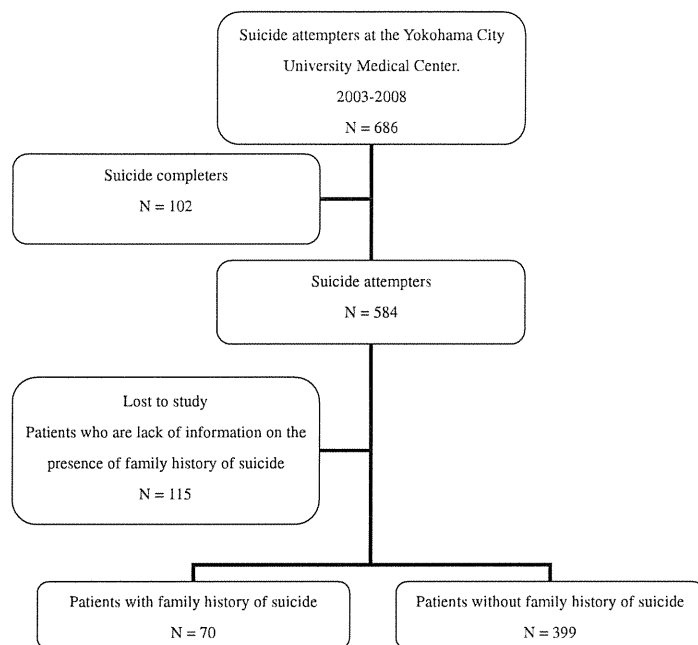 Suicide attempters at the Yokohama City
University Medical Center.
2003-2008
N = 686
Suicide completers
N = 102
Suicide attempters
N = 584
Lost to study
Patients who are lack of information on the
presence of family history of suicide
N = 115
Patients with family history of suicide
N = 70
Patients without family history of suicide
N = 399